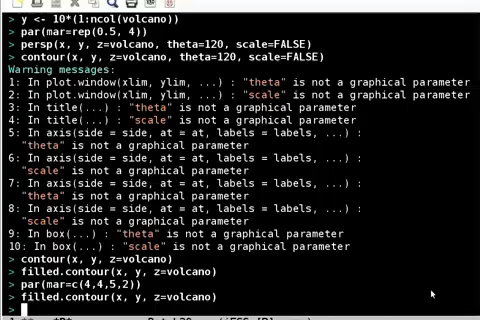 > y <- 10*(1:ncol(volcano))
> par(mar=rep(0.5, 4))
> persp(x, y, z=volcano, theta=120, scale=FALSE)
> contour(x, y, z=volcano, theta=120, scale=FALSE)
Warning messages:
1: In plot.window(xlim, ylim, ...) : "theta" is not a graphical parameter
2: In plot.window(xlim, ylim, ...) : "scale" is not a graphical parameter
3: In title(...) : "theta" is not a graphical parameter
4: In title(...) : "scale" is not a graphical parameter
5: In axis(side = side, at = at, labels = labels, ...) :
"theta" is not a graphical parameter
6: In axis(side = side, at = at, labels = labels, ...) :
"scale" is not a graphical parameter
7: In axis(side = side, at = at, labels = labels, ...) :
"theta" is not a graphical parameter
8: In axis(side = side, at = at, labels = labels, ...) :
"scale" is not a graphical parameter
9: In box(...) : "theta" is not a graphical parameter
10: In box(...) : "scale" is not a graphical parameter
> contour(x, y, z=volcano)
> filled.contour(x, y, z=volcano)
> par(mar=c(4,4,5,2))
> filled.contour(x, y, z=volcano)
>